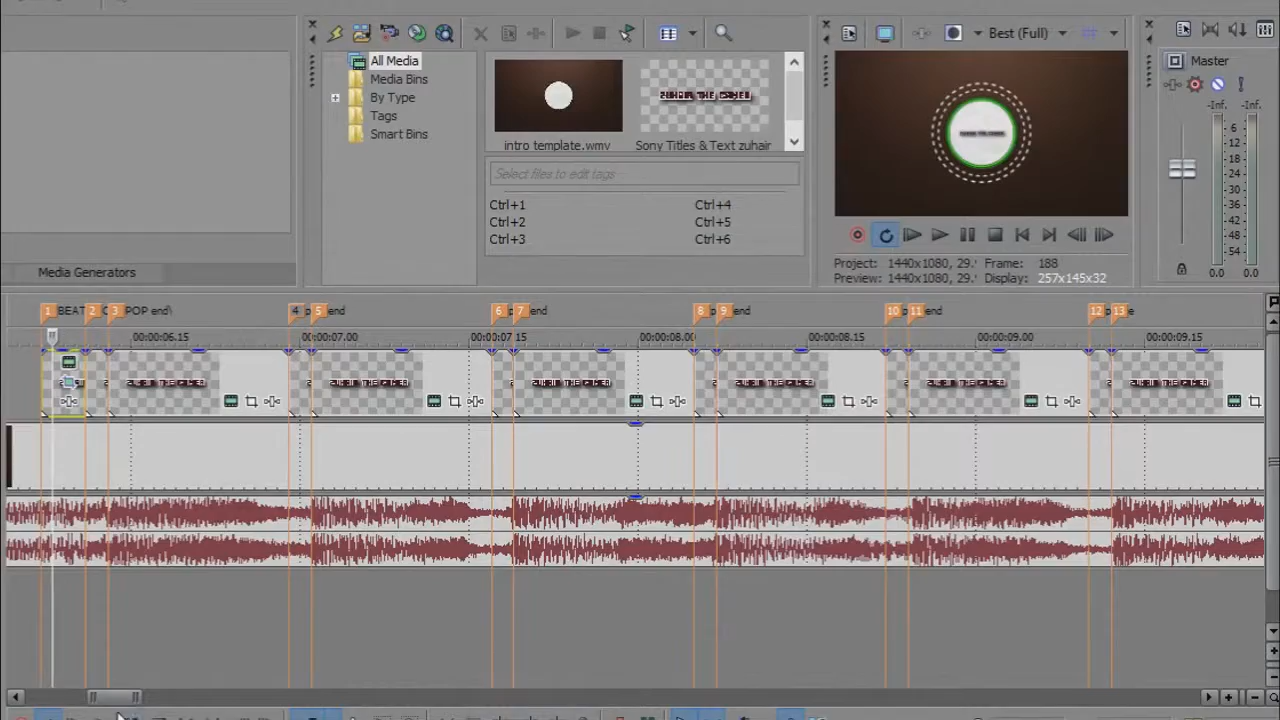 All Media
Media Bins
By Type
Tags
Smart Bins
intro template.wmv
Sony Titles & Text zuhair
Select files to edit tags
Ctrl+1 Ctrl+4
Ctrl+2 Ctrl+5
Ctrl+3 Ctrl+6
Media Generators
Best (Full)
Project: 1440x1080, 29. Frame: 188
Display: 257x145x32
Master
-Inf. -Inf.
6
12
18
24
30
36
42
48
54
0.0 0.0
1 BEAT 2 3 POP end\ 4 p 5 end 6 p 7 end 8 p 9 end 10 p 11 end 12 p 13 e
00:00:06.15 00:00:07.00 00:00:07.15 00:00:08.00 00:00:08.15 00:00:09.00 00:00:09.15